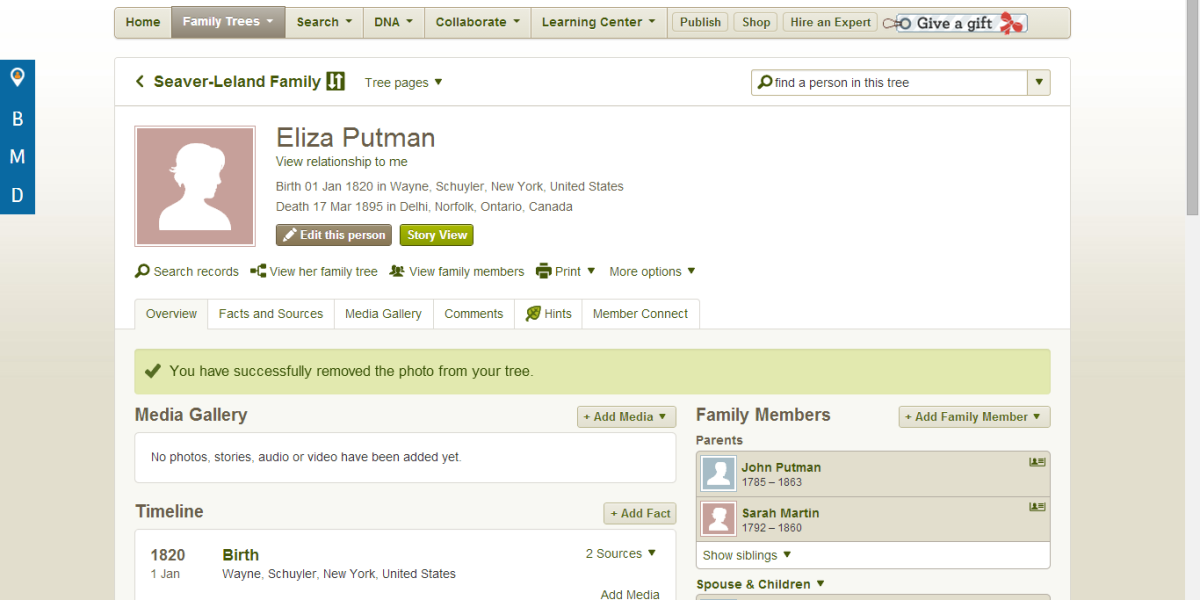 Home Family Trees Search DNA Collaborate Learning Center Publish Shop Hire an Expert Give a gift
Seaver-Leland Family Tree pages find a person in this tree
B
M
D
Eliza Putman
View relationship to me
Birth 01 Jan 1820 in Wayne, Schuyler, New York, United States
Death 17 Mar 1895 in Delhi, Norfolk, Ontario, Canada
Edit this person Story View
Search records View her family tree View family members Print More options
Overview Facts and Sources Media Gallery Comments Hints Member Connect
You have successfully removed the photo from your tree.
Media Gallery + Add Media
No photos, stories, audio or video have been added yet.
Timeline + Add Fact
1820 Birth 2 Sources
1 Jan Wayne, Schuyler, New York, United States
Add Media
Family Members + Add Family Member
Parents
John Putman
1785 – 1863
Sarah Martin
1792 – 1860
Show siblings
Spouse & Children